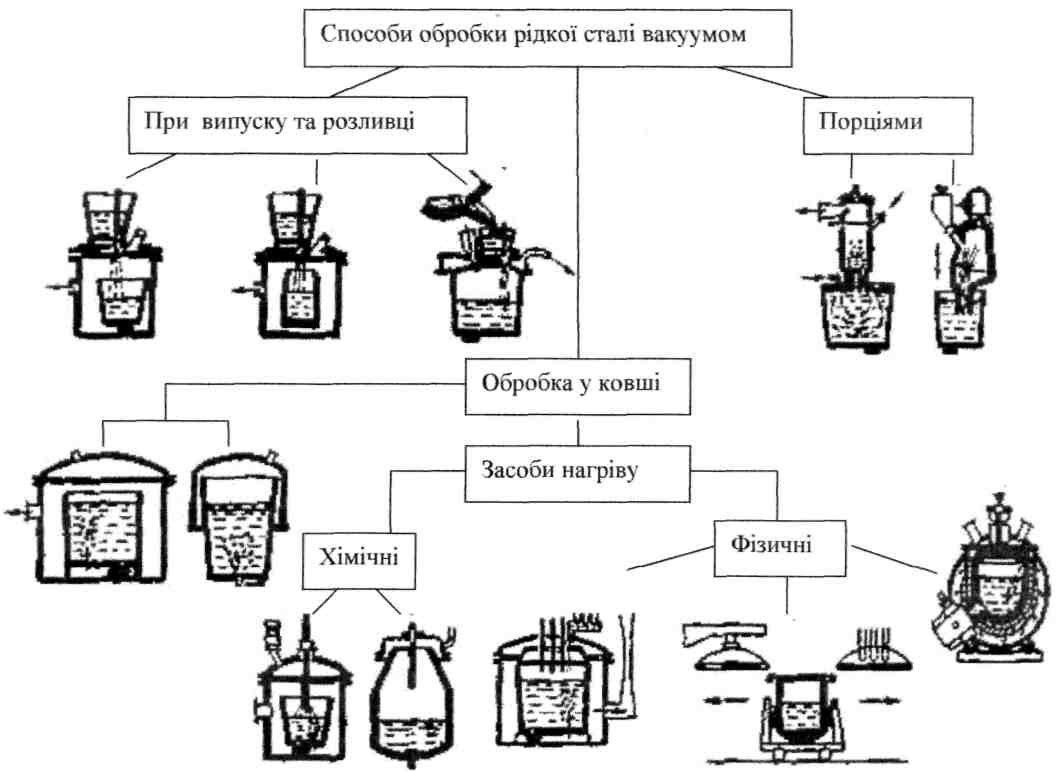 Способи обробки рідкої сталі вакуумом
При випуску та розливці
Порціями
Обробка у ковші
Засоби нагріву
Хімічні
Фізичні